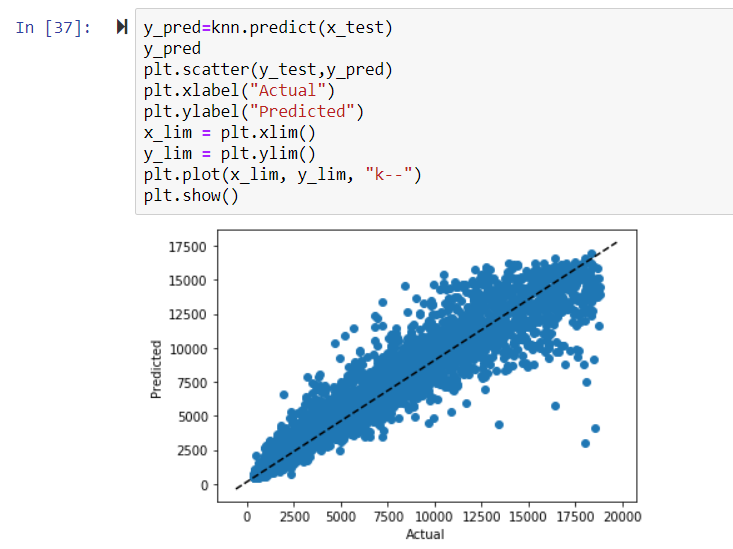 In [37]:
y_pred=knn.predict(x_test)
y_pred
plt.scatter(y_test,y_pred)
plt.xlabel("Actual")
plt.ylabel("Predicted")
x_lim = plt.xlim()
y_lim = plt.ylim()
plt.plot(x_lim, y_lim, "k--")
plt.show()
17500
15000
12500
10000
7500
5000
2500
0
Predicted
0 2500 5000 7500 10000 12500 15000 17500 20000
Actual